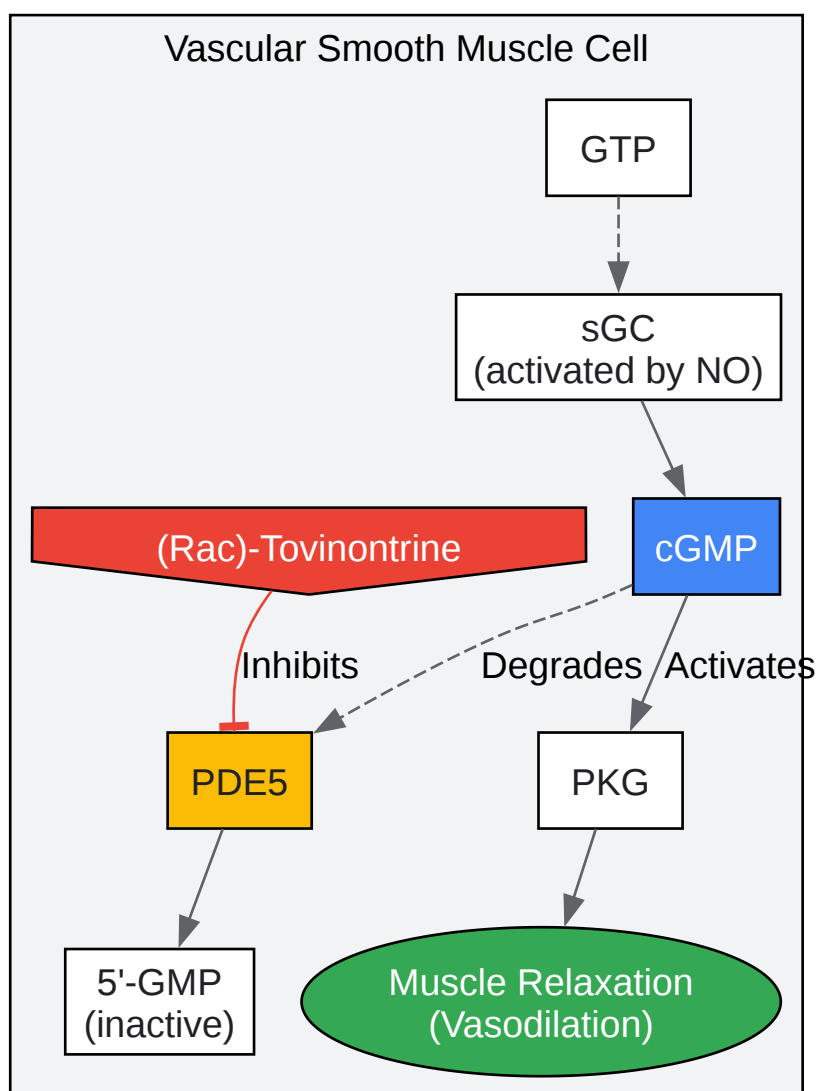 Vascular Smooth Muscle Cell
GTP
sGC
(activated by NO)
(Rac)-Tovinontrine
cGMP
Inhibits
Degrades
Activates
PDE5
PKG
5'-GMP
(inactive)
Muscle Relaxation
(Vasodilation)